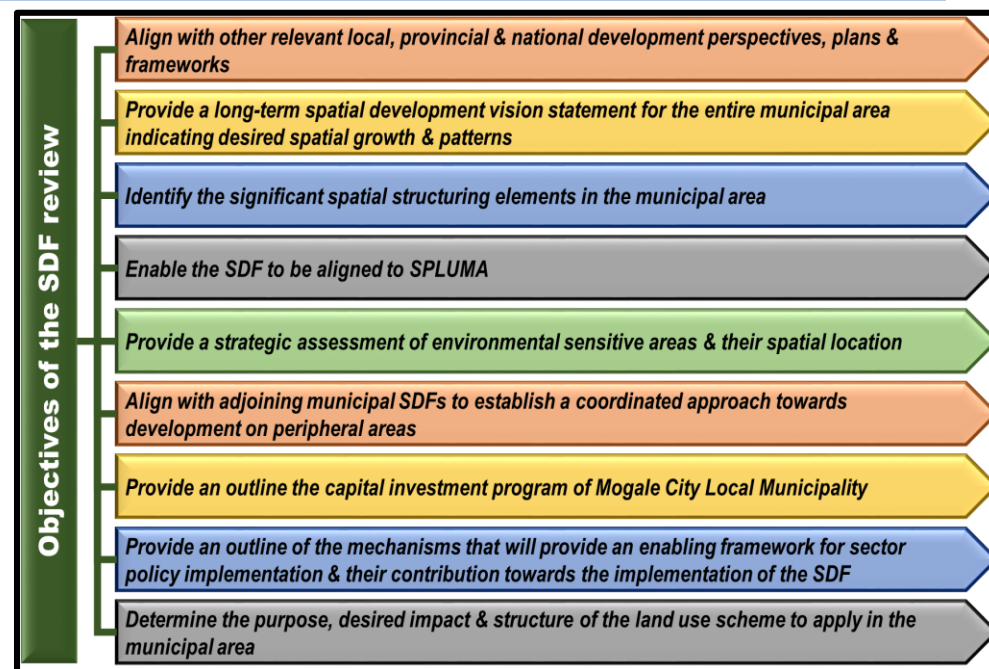 Objectives of the SDF review
Align with other relevant local, provincial & national development perspectives, plans &
frameworks
Provide a long-term spatial development vision statement for the entire municipal area
indicating desired spatial growth & patterns
Identify the significant spatial structuring elements in the municipal area
Enable the SDF to be aligned to SPLUMA
Provide a strategic assessment of environmental sensitive areas & their spatial location
Align with adjoining municipal SDFs to establish a coordinated approach towards
development on peripheral areas
Provide an outline the capital investment program of Mogale City Local Municipality
Provide an outline of the mechanisms that will provide an enabling framework for sector
policy implementation & their contribution towards the implementation of the SDF
Determine the purpose, desired impact & structure of the land use scheme to apply in the
municipal area